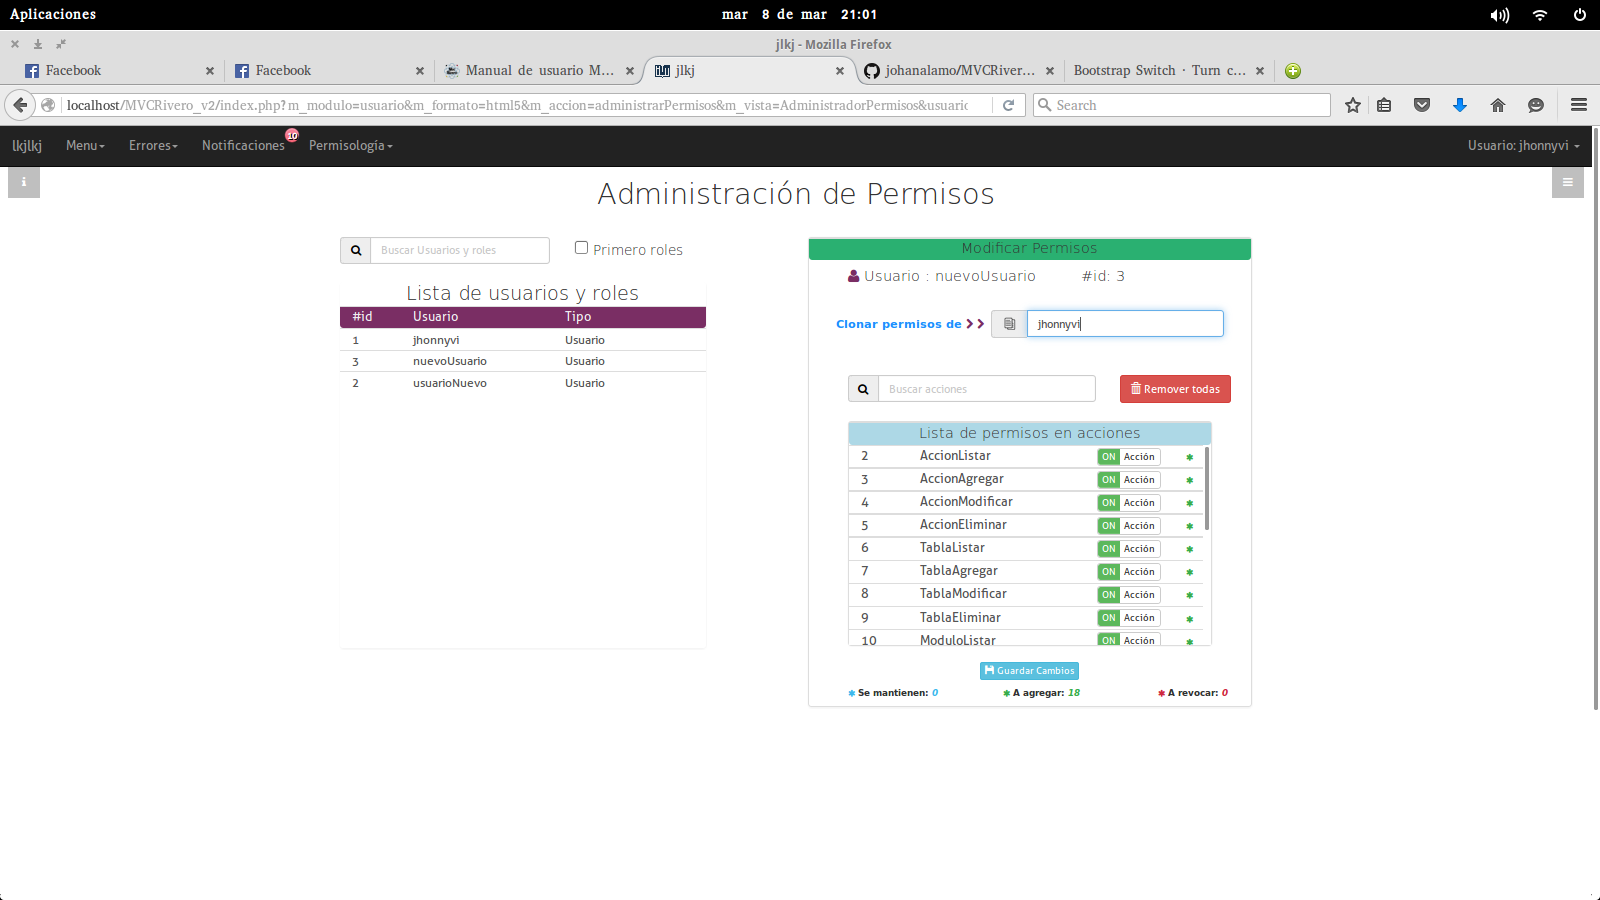 Aplicaciones
mar 8 de mar 21:01
jlkj - Mozilla Firefox
Facebook
Facebook
Manual de usuario M...
jlkj
johanalamo/MVCRiver...
Bootstrap Switch · Turn c...
localhost/MVCRivero_v2/index.php?m_modulo=usuario&m_formato=html5&m_accion=administrarPermisos&m_vista=AdministradorPermisos&usuario
Search
lkjlkj
Menu
Errores
Notificaciones
10
Permisologia
Usuario: jhonnyvi
Administración de Permisos
Buscar Usuarios y roles
Primero roles
Lista de usuarios y roles
#id Usuario Tipo
1 jhonnyvi Usuario
3 nuevoUsuario Usuario
2 usuarioNuevo Usuario
Modificar Permisos
Usuario : nuevoUsuario #id: 3
Clonar permisos de
jhonnyvi
Buscar acciones
Remover todas
Lista de permisos en acciones
2 AccionListar ON Acción
3 AccionAgregar ON Acción
4 AccionModificar ON Acción
5 AccionEliminar ON Acción
6 TablaListar ON Acción
7 TablaAgregar ON Acción
8 TablaModificar ON Acción
9 TablaEliminar ON Acción
10 ModuloListar ON Acción
Guardar Cambios
Se mantienen: 0
A agregar: 18
A revocar: 0